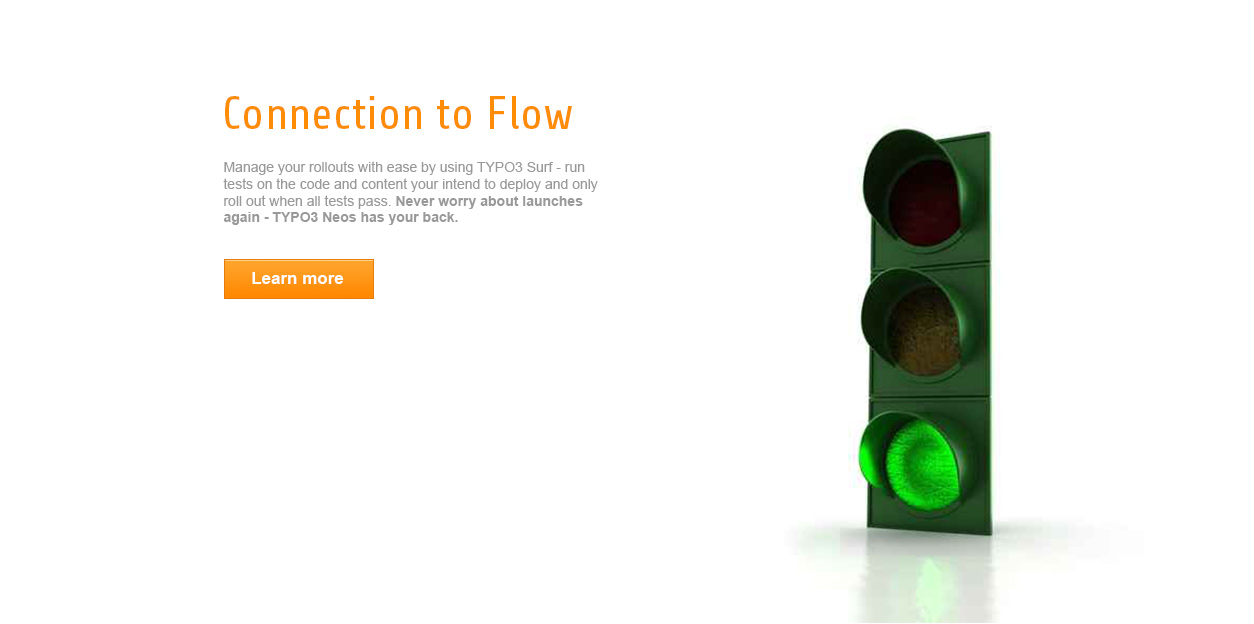 Connection to Flow
Manage your rollouts with ease by using TYPO3 Surf - run
tests on the code and content your intend to deploy and only
roll out when all tests pass. Never worry about launches
again - TYPO3 Neos has your back.
Learn more